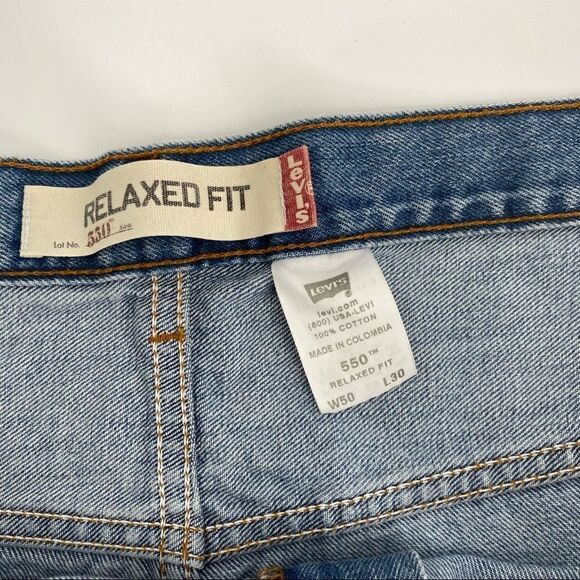 RELAXED FIT
Levi's
Lot No. 550™
Levi's
®
levi.com
(800) USA-LEVI
100% COTTON
MADE IN COLOMBIA
550™
RELAXED FIT
W50 L30